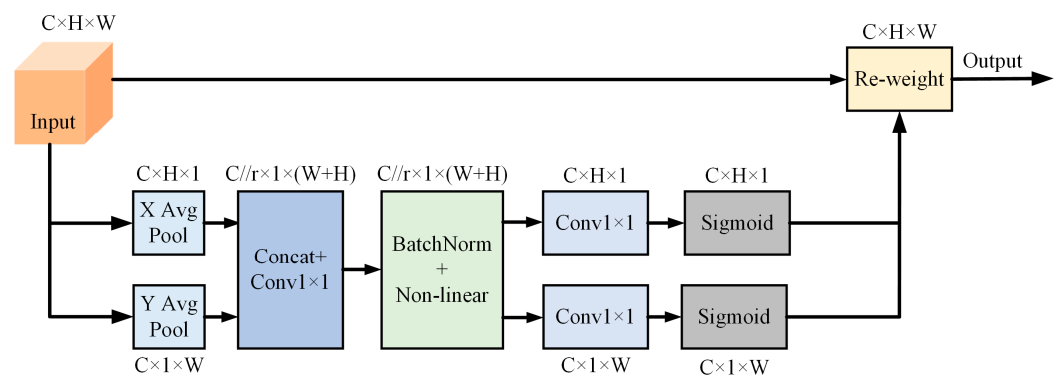 C×H×W
Input
C×H×W
Re-weight
Output
C×H×1
X Avg
Pool
Y Avg
Pool
C×1×W
C//r×1×(W+H)
Concat+
Conv1×1
C//r×1×(W+H)
BatchNorm
+
Non-linear
C×H×1
Conv1×1
C×H×1
Sigmoid
Conv1×1
C×1×W
Sigmoid
C×1×W